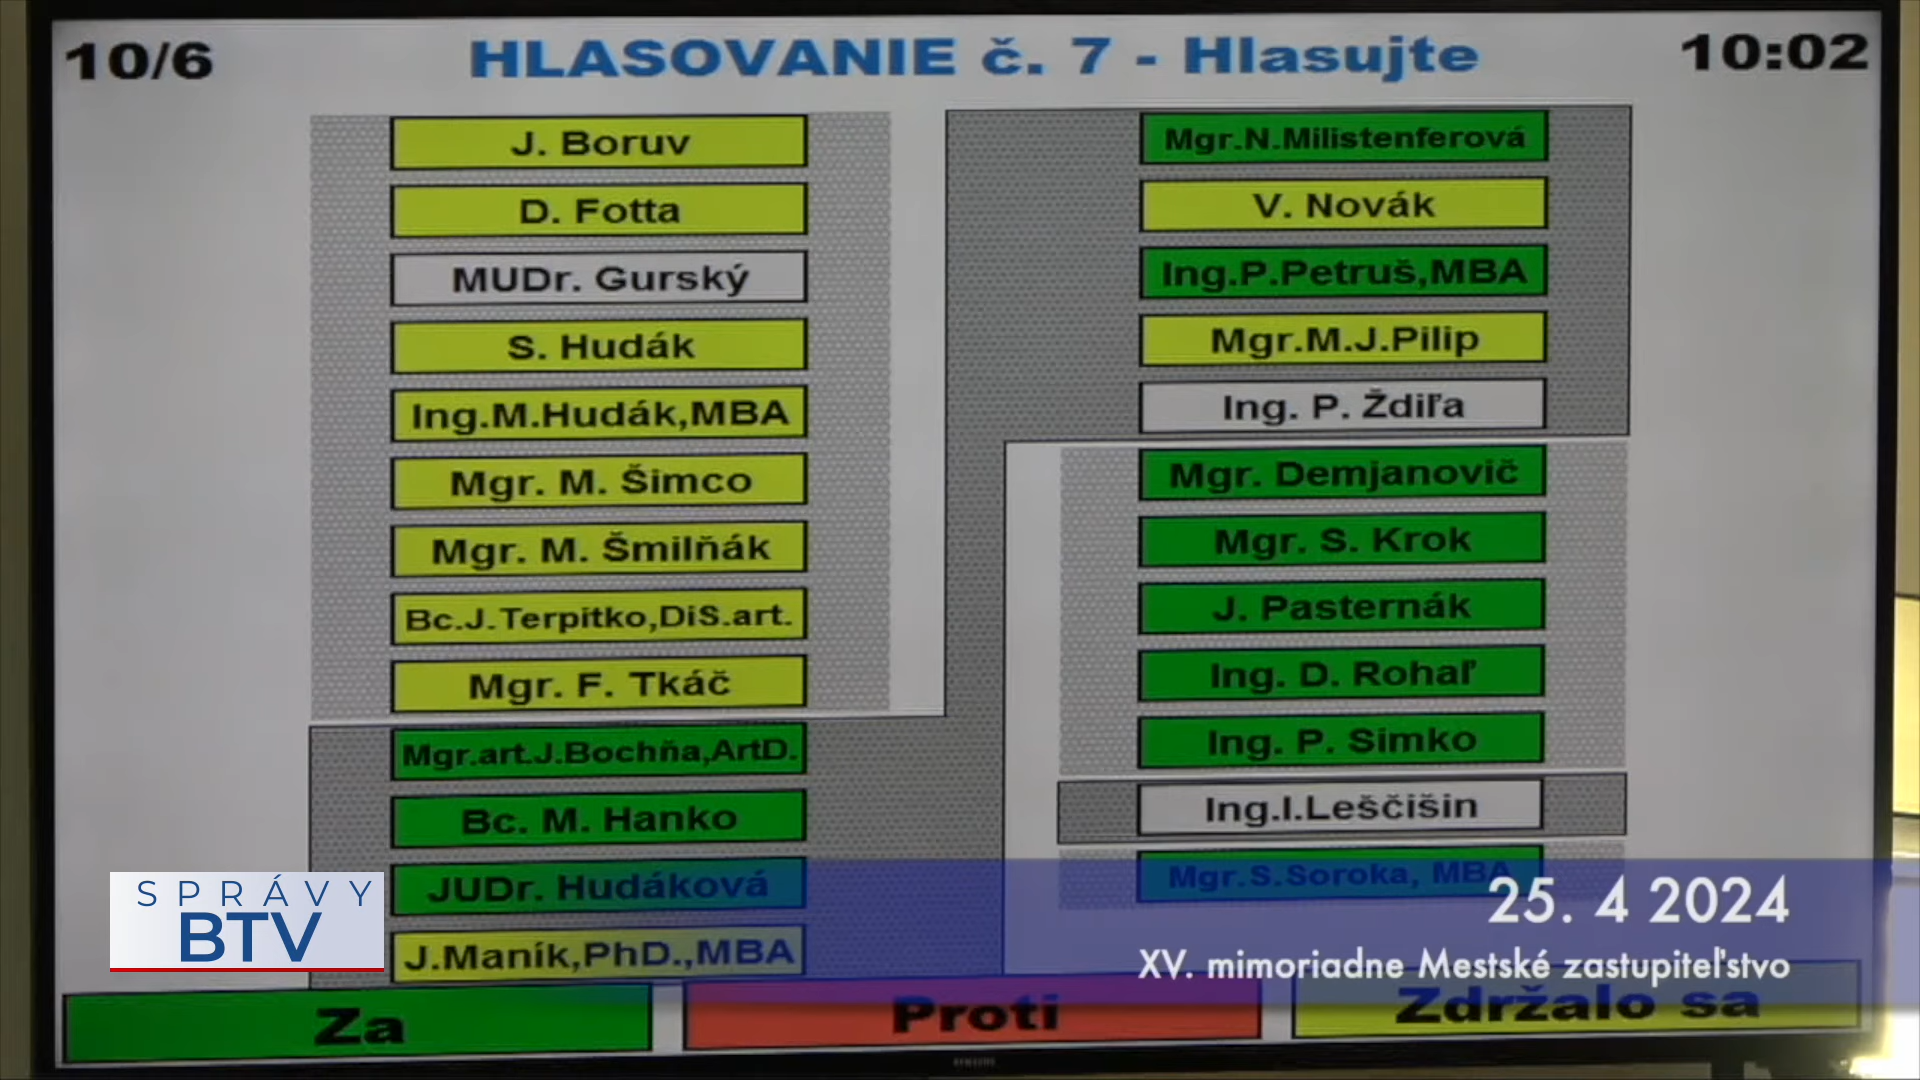 10/6
HLASOVANIE č. 7 - Hlasujte
10:02
J. Boruv
D. Fotta
MUDr. Gurský
S. Hudák
Ing.M.Hudák,MBA
Mgr. M. Šimco
Mgr. M. Šmilňák
Bc.J.Terpitko,DiS.art.
Mgr. F. Tkáč
Mgr.art.J.Bochňa,ArtD.
Bc. M. Hanko
JUDr. Hudáková
J.Maník,PhD.,MBA
Mgr.N.Milistenferová
V. Novák
Ing.P.Petruš,MBA
Mgr.M.J.Pilip
Ing. P. Ždiľa
Mgr. Demjanovič
Mgr. S. Krok
J. Pasternák
Ing. D. Rohaľ
Ing. P. Simko
Ing.I.Leščišin
Mgr.S.Soroka, MBA
SPRÁVY
BTV
25. 4 2024
XV. mimoriadne Mestské zastupiteľstvo
Za
Proti
Zdržalo sa
SAMSUNG